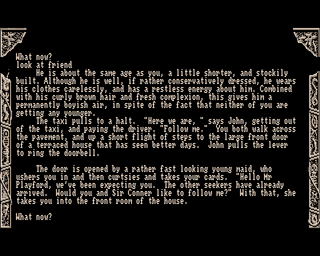 What now?
look at friend
He is about the same age as you, a little shorter, and stockily
built. Although he is well, if rather conservatively dressed, he wears
his clothes carelessly, and has a restless energy about him. Combined
with his curly brown hair and fresh complexion, this gives him a
permanently boyish air, in spite of the fact that neither of you are
getting any younger.
The taxi pulls to a halt. "Here we are, " says John, getting out
of the taxi, and paying the driver. "Follow me." You both walk across
the pavement, and up a short flight of steps to the large front door
of a terraced house that has seen better days. John pulls the lever
to ring the doorbell.
The door is opened by a rather fast looking young maid, who
ushers you in and then curtsies and takes your cards. "Hello Mr
Playford, we've been expecting you. The other seekers have already
arrived. Would you and Sir Conner like to follow me?" With that, she
takes you into the front room of the house.
What now?